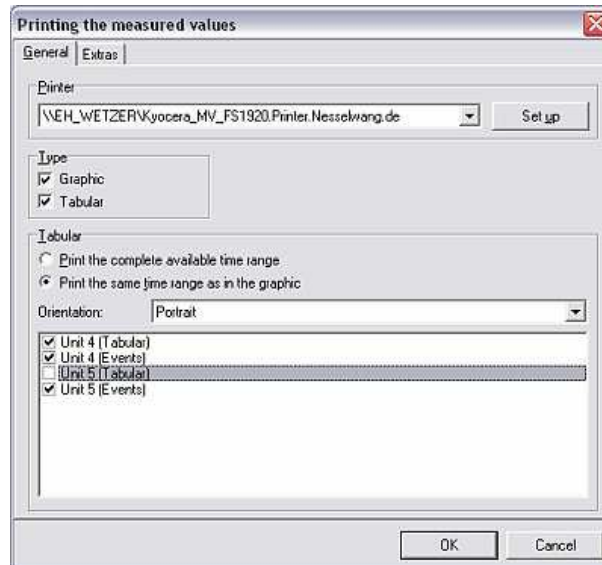 Printing the measured values
General Extras
Printer
\\EH_WETZER\Kyocera_MV_FS1920.Printer.Nesselwang.de
Set up
Type
Graphic
Tabular
Tabular
Print the complete available time range
Print the same time range as in the graphic
Orientation: Portrait
Unit 4 (Tabular)
Unit 4 (Events)
Unit 5 (Tabular)
Unit 5 (Events)
OK Cancel